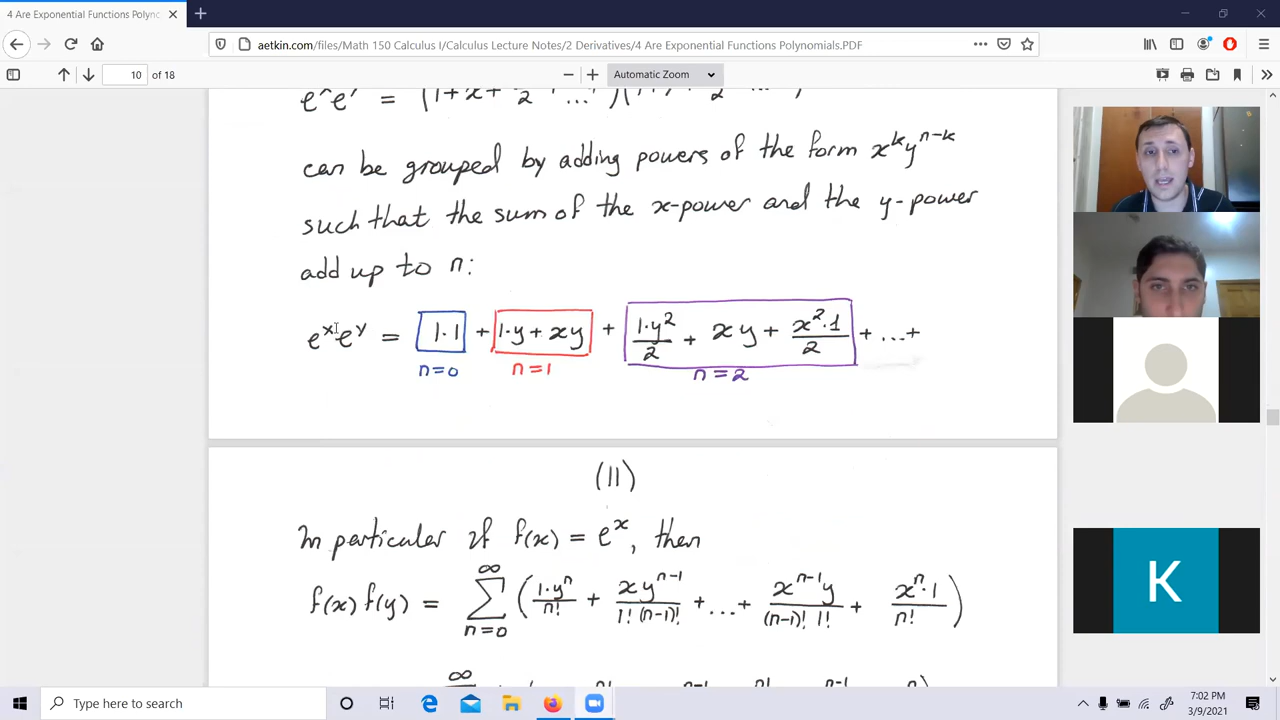 4 Are Exponential Functions Polync
aetkin.com/files/Math 150 Calculus I/Calculus Lecture Notes/2 Derivatives/4 Are Exponential Functions Polynomials.PDF
10 of 18
Automatic Zoom
can be grouped by adding powers of the form x^k y^{n-k}
such that the sum of the x-power and the y-power
add up to n:
e^x e^y = 1·1 + 1·y + xy + 1·y^2/2 + xy + x^2·1/2 + ...+
n=0 n=1 n=2
(11)
In particular if f(x) = e^x, then
f(x) f(y) = ∑_{n=0}^∞ (1·y^n/n! + xy^{n-1}/1!·(n-1)! + ... + x^{n-1}y/(n-1)! 1! + x^n·1/n!)
K
Type here to search
7:02 PM
3/9/2021